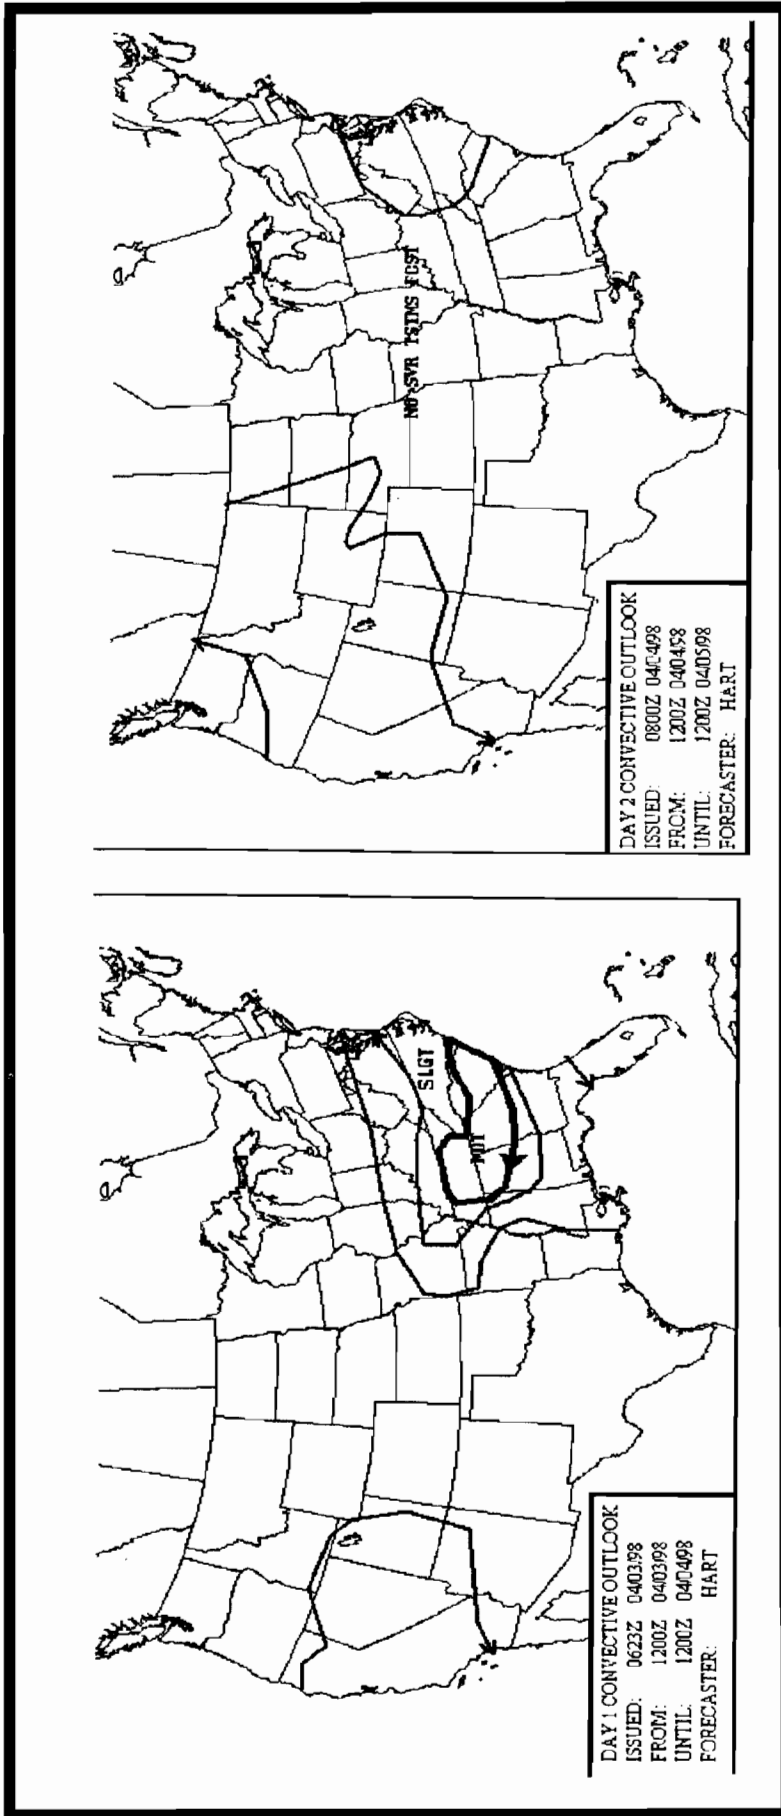 DAY 1 CONVECTIVE OUTLOOK
ISSUED: 0623Z 04/03/98
FROM: 1200Z 04/03/98
UNTIL: 1200Z 04/04/98
FORECASTER: HART
SLGT
MDT
DAY 2 CONVECTIVE OUTLOOK
ISSUED: 0800Z 04/04/98
FROM: 1200Z 04/04/98
UNTIL: 1200Z 04/05/98
FORECASTER: HART
NO SVR TSTMS FCST